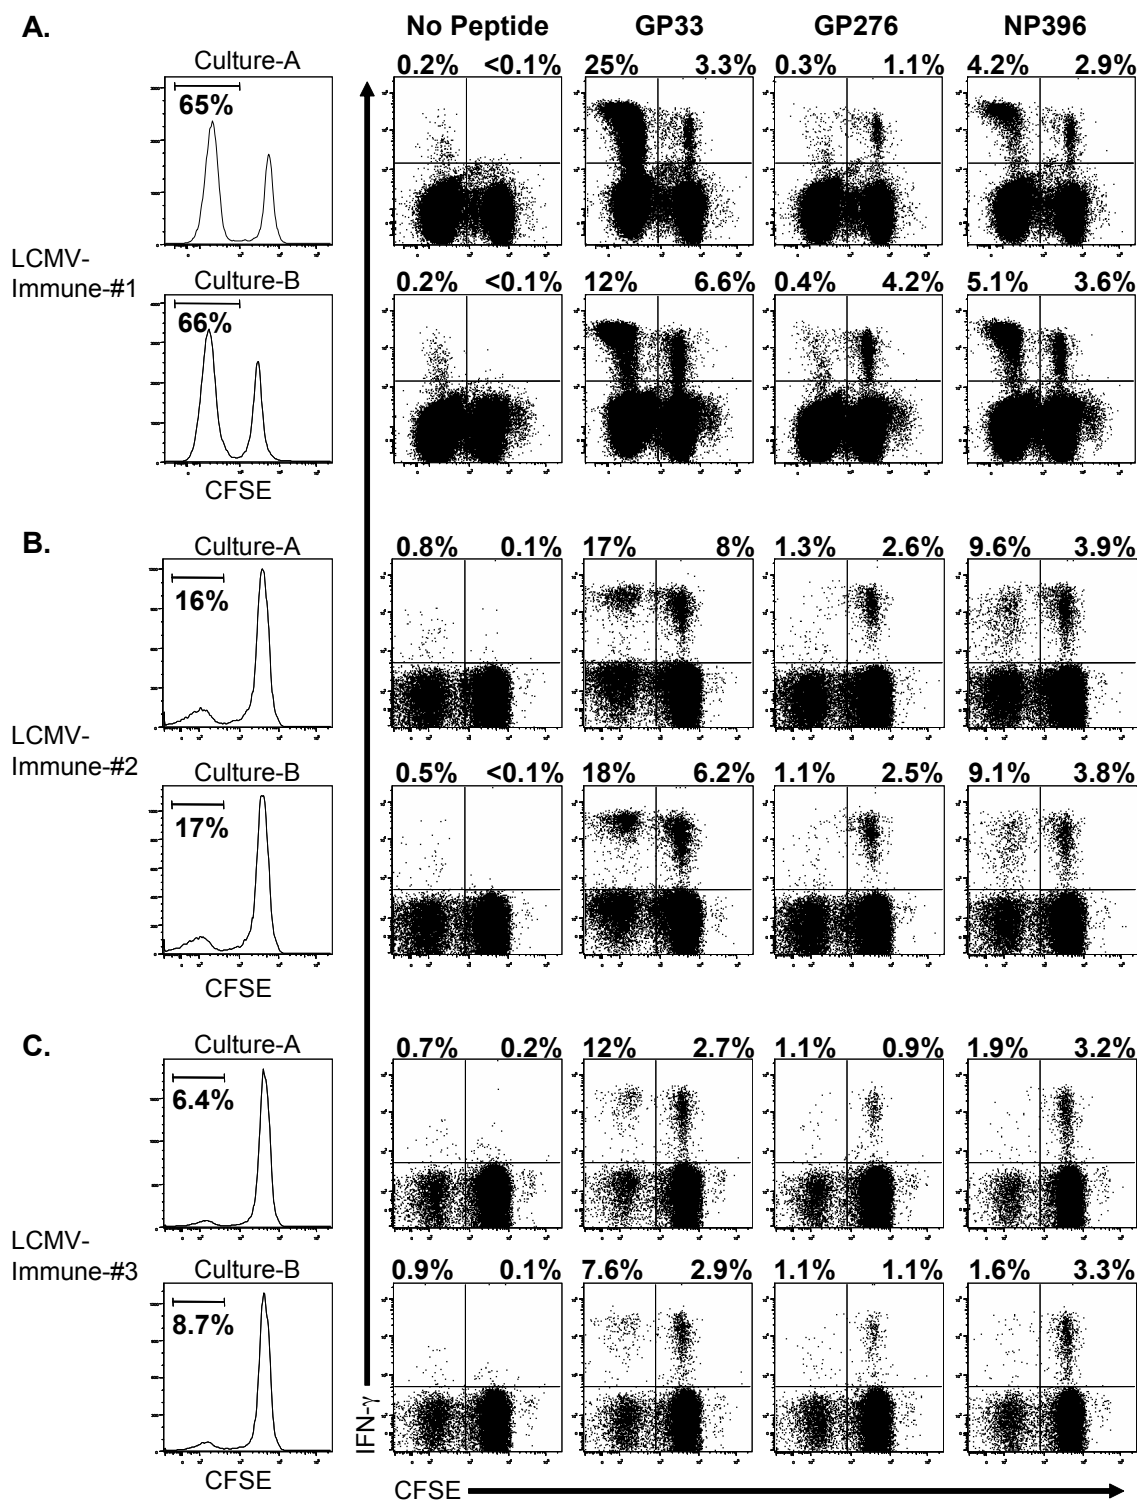 A.
No Peptide GP33 GP276 NP396
Culture-A
65%
0.2% <0.1% 25% 3.3% 0.3% 1.1% 4.2% 2.9%
LCMV-
Immune-#1
Culture-B
66%
0.2% <0.1% 12% 6.6% 0.4% 4.2% 5.1% 3.6%
CFSE
B.
Culture-A
16%
0.8% 0.1% 17% 8% 1.3% 2.6% 9.6% 3.9%
LCMV-
Immune-#2
Culture-B
17%
0.5% <0.1% 18% 6.2% 1.1% 2.5% 9.1% 3.8%
CFSE
C.
Culture-A
6.4%
0.7% 0.2% 12% 2.7% 1.1% 0.9% 1.9% 3.2%
LCMV-
Immune-#3
Culture-B
8.7%
0.9% 0.1% 7.6% 2.9% 1.1% 1.1% 1.6% 3.3%
CFSE
IFN-γ
CFSE